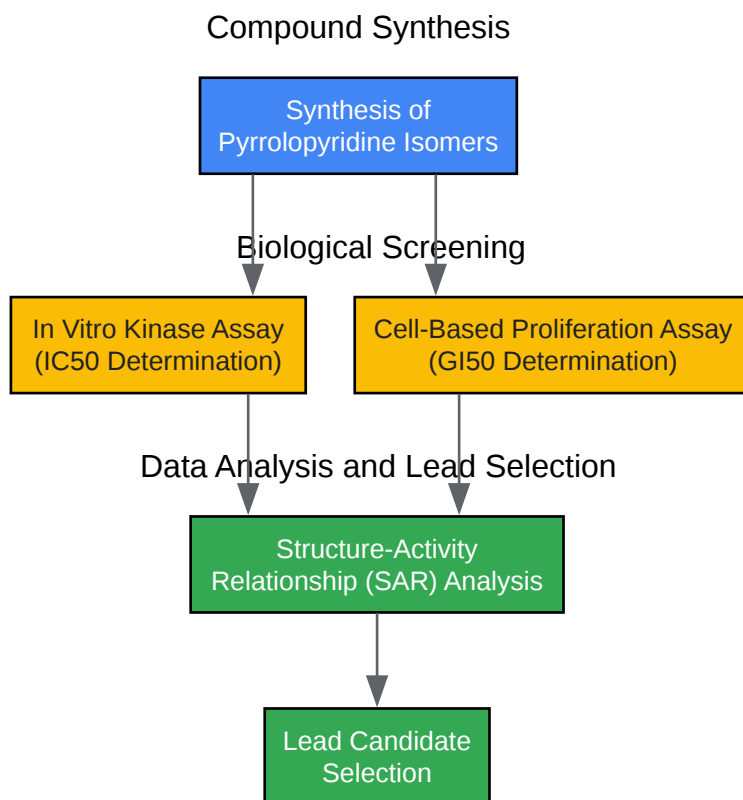 Compound Synthesis
Synthesis of
Pyrrolopyridine Isomers
Biological Screening
In Vitro Kinase Assay
(IC50 Determination)
Cell-Based Proliferation Assay
(GI50 Determination)
Data Analysis and Lead Selection
Structure-Activity
Relationship (SAR) Analysis
Lead Candidate
Selection